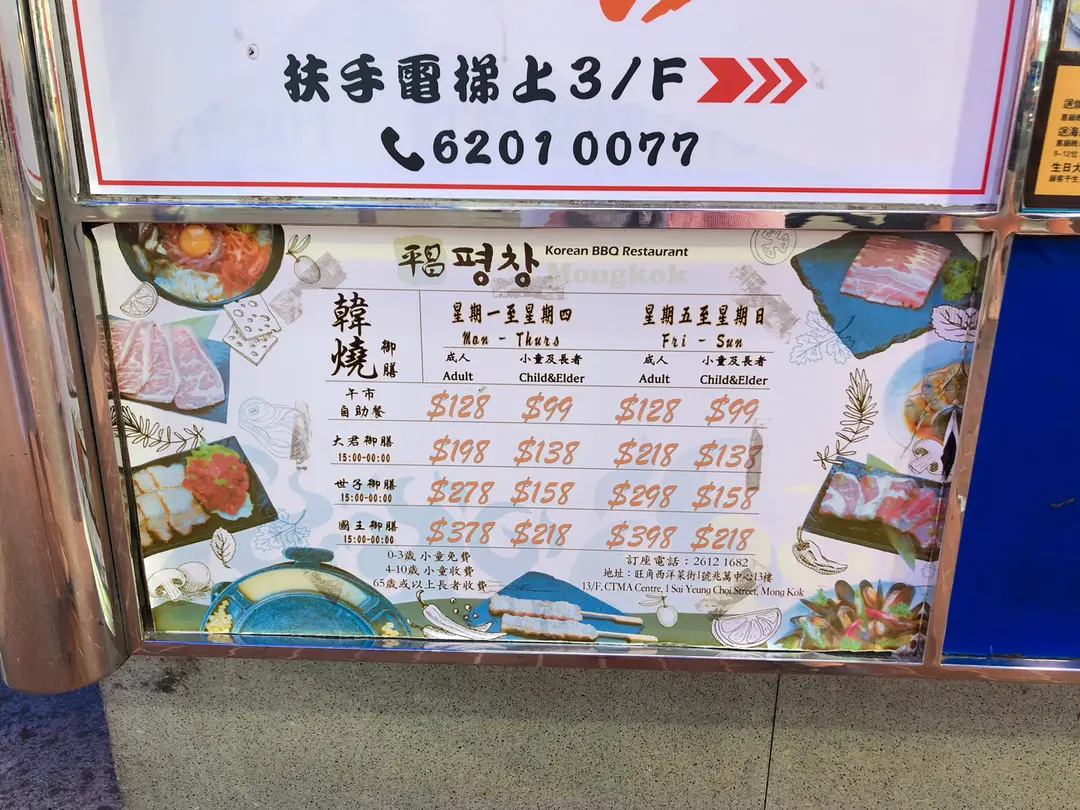 扶手電梯上3/F
6201 0077
平昌 평창 Korean BBQ Restaurant
Mongkok
韓燒 御膳
星期一至星期四 星期五至星期日
Mon - Thurs Fri - Sun
成人 小童及長者 成人 小童及長者
Adult Child&Elder Adult Child&Elder
午市
自助餐 $128 $99 $128 $99
大君御膳 $198 $138 $218 $138
15:00-00:00
世子御膳 $278 $158 $298 $158
15:00-00:00
國王御膳 $378 $218 $398 $218
15:00-00:00
0-3歲 小童免費
4-10歲 小童收費
65歲或以上長者收費
訂座電話：2612 1682
地址：旺角西洋菜街1號兆萬中心13樓
13/F, CTMA Centre, 1 Sai Yeung Choi Street, Mong Kok
生日大